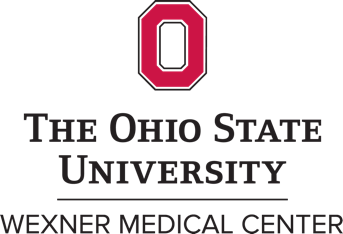 O
THE OHIO STATE
UNIVERSITY
WEXNER MEDICAL CENTER